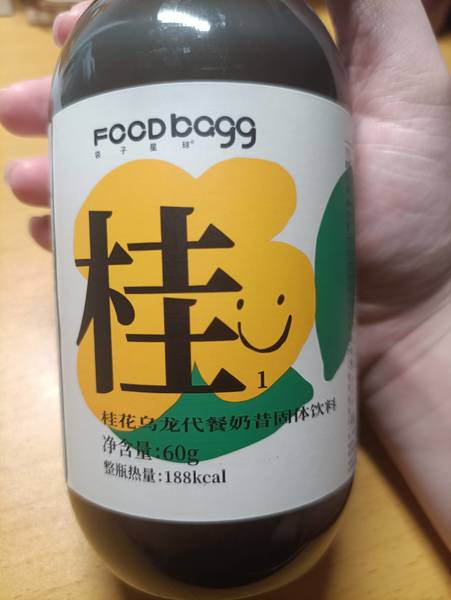 FOODbagg
袋子星球®
桂
1
桂花乌龙代餐奶昔固体饮料
净含量:60g
整瓶热量:188kcal